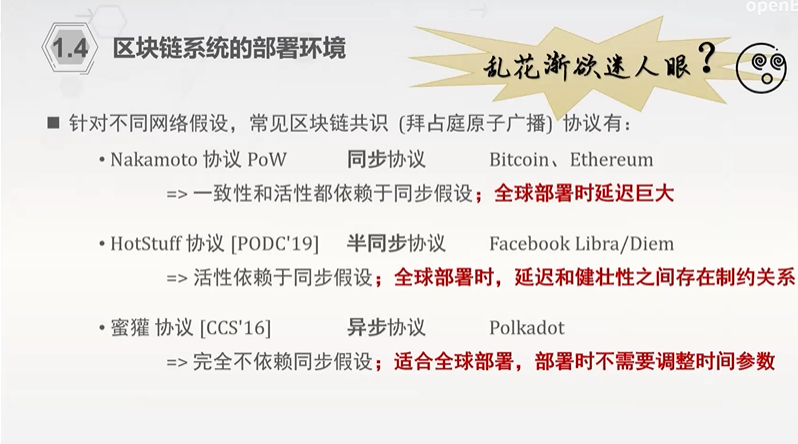 openE
1.4 区块链系统的部署环境
乱花渐欲迷人眼?
■ 针对不同网络假设，常见区块链共识 (拜占庭原子广播) 协议有:
• Nakamoto 协议 PoW 同步协议 Bitcoin、Ethereum
=> 一致性和活性都依赖于同步假设；全球部署时延迟巨大
• HotStuff 协议 [PODC'19] 半同步协议 Facebook Libra/Diem
=> 活性依赖于同步假设；全球部署时，延迟和健壮性之间存在制约关系
• 蜜獾 协议 [CCS'16] 异步协议 Polkadot
=> 完全不依赖同步假设；适合全球部署，部署时不需要调整时间参数